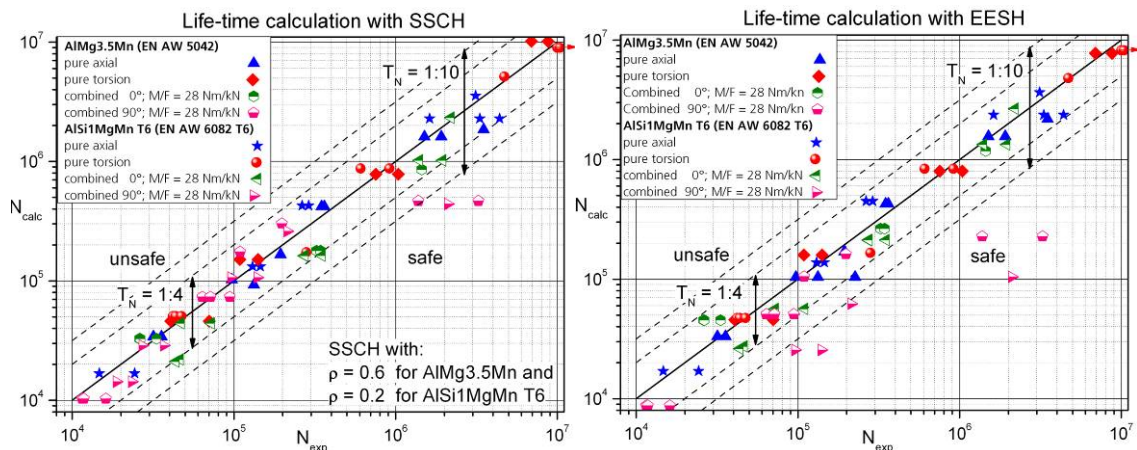 Life-time calculation with SSCH
10^7
10^6
10^5
10^4
N_calc
AlMg3.5Mn (EN AW 5042)
pure axial
pure torsion
combined 0°; M/F = 28 Nm/kN
combined 90°; M/F = 28 Nm/kN
AlSi1MgMn T6 (EN AW 6082 T6)
pure axial
pure torsion
combined 0°; M/F = 28 Nm/kN
combined 90°; M/F = 28 Nm/kN
T_N = 1:10
unsafe
safe
T_N = 1:4
SSCH with:
ρ = 0.6 for AlMg3.5Mn and
ρ = 0.2 for AlSi1MgMn T6
10^4 10^5 10^6 10^7
N_exp
Life-time calculation with EESH
10^7
10^6
10^5
10^4
N_calc
AlMg3.5Mn (EN AW 5042)
pure axial
pure torsion
Combined 0°; M/F = 28 Nm/kn
Combined 90°; M/F = 28 Nm/kN
AlSi1MgMn T6 (EN AW 6082 T6)
pure axial
pure torsion
combined 0°; M/F = 28 Nm/kN
combined 90°; M/F = 28 Nm/kN
T_N = 1:10
unsafe
safe
T_N = 1:4
10^4 10^5 10^6 10^7
N_exp